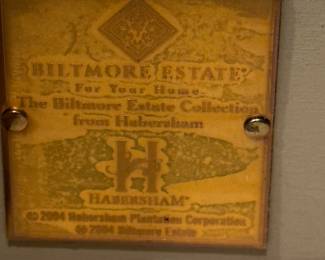 BILTMORE ESTATE®
For Your Home
The Biltmore Estate Collection
from Habersham
H
HABERSHAM®
© 2004 Habersham Plantation Corporation
© 2004 Biltmore Estate